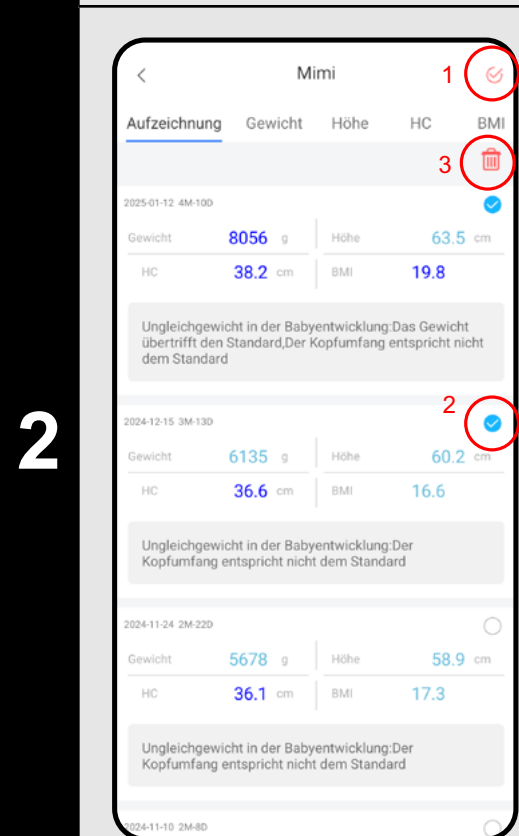 2
Mimi
1
Aufzeichnung Gewicht Höhe HC BMI
3
2025-01-12 4M-10D
Gewicht 8056 g Höhe 63.5 cm
HC 38.2 cm BMI 19.8
Ungleichgewicht in der Babyentwicklung:Das Gewicht
übertrifft den Standard,Der Kopfumfang entspricht nicht
dem Standard
2
2024-12-15 3M-13D
Gewicht 6135 g Höhe 60.2 cm
HC 36.6 cm BMI 16.6
Ungleichgewicht in der Babyentwicklung:Der
Kopfumfang entspricht nicht dem Standard
2024-11-24 2M-22D
Gewicht 5678 g Höhe 58.9 cm
HC 36.1 cm BMI 17.3
Ungleichgewicht in der Babyentwicklung:Der
Kopfumfang entspricht nicht dem Standard
2024-11-10 2M-8D